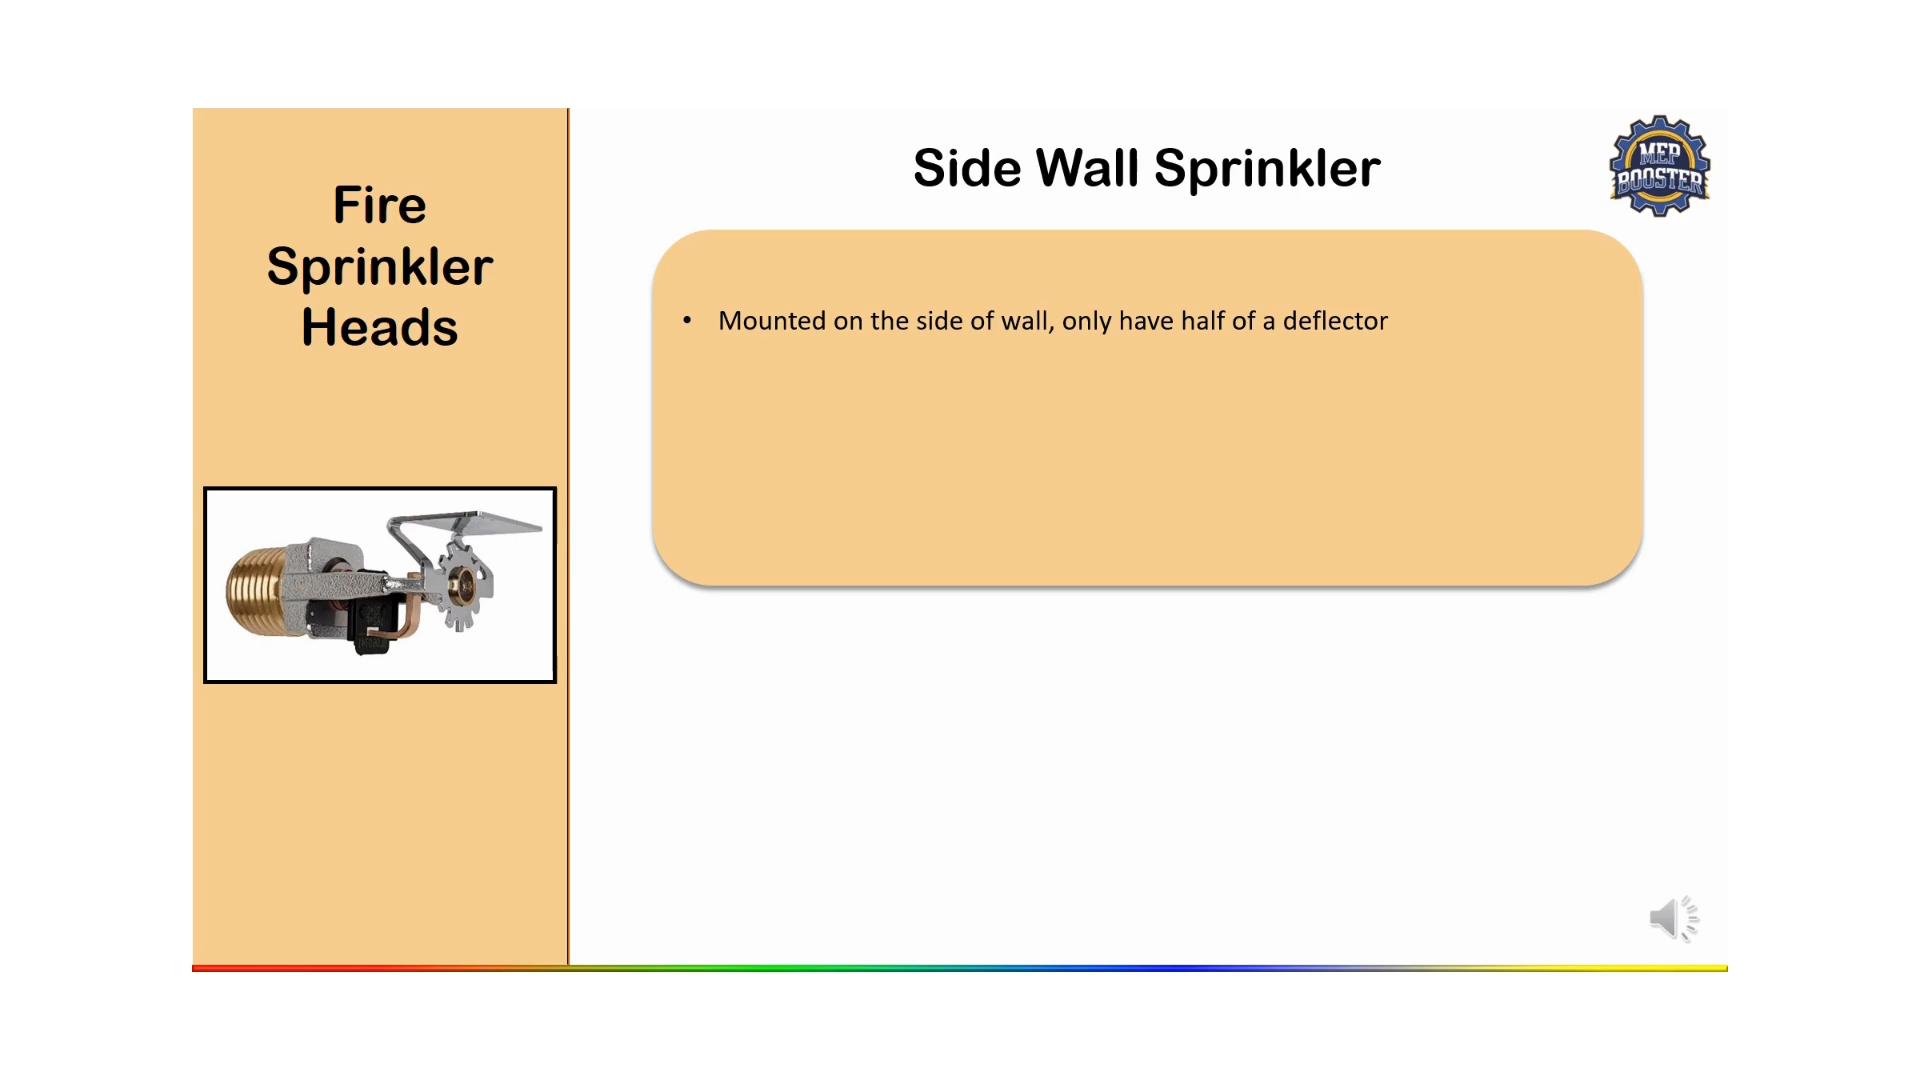 Fire
Sprinkler
Heads
Side Wall Sprinkler
MEP
BOOSTER
• Mounted on the side of wall, only have half of a deflector